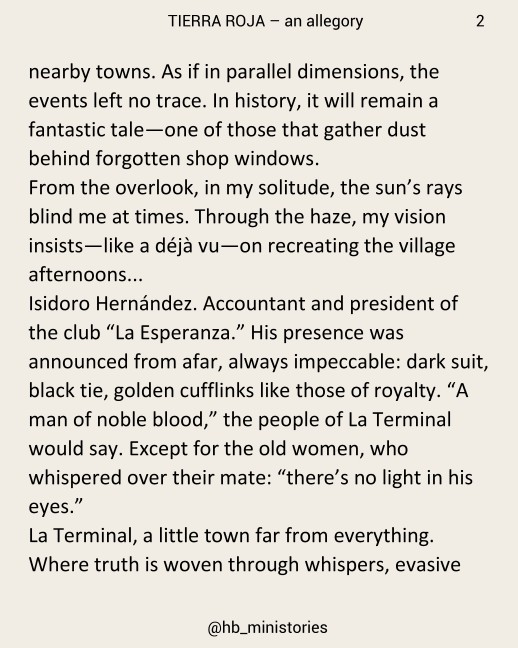 TIERRA ROJA – an allegory 2
nearby towns. As if in parallel dimensions, the
events left no trace. In history, it will remain a
fantastic tale—one of those that gather dust
behind forgotten shop windows.
From the overlook, in my solitude, the sun’s rays
blind me at times. Through the haze, my vision
insists—like a déjà vu—on recreating the village
afternoons...
Isidoro Hernández. Accountant and president of
the club “La Esperanza.” His presence was
announced from afar, always impeccable: dark suit,
black tie, golden cufflinks like those of royalty. “A
man of noble blood,” the people of La Terminal
would say. Except for the old women, who
whispered over their mate: “there’s no light in his
eyes.”
La Terminal, a little town far from everything.
Where truth is woven through whispers, evasive
@hb_ministories